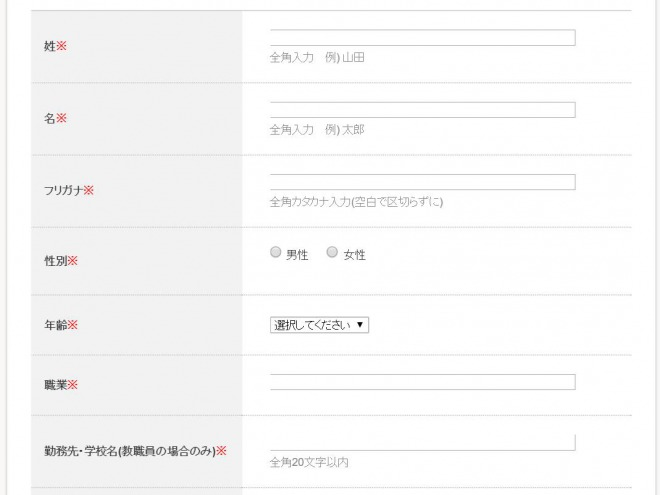 姓※
全角入力　例) 山田
名※
全角入力　例) 太郎
フリガナ※
全角カタカナ入力(空白で区切らずに)
性別※
男性 女性
年齢※
選択してください ▼
職業※
勤務先・学校名(教職員の場合のみ)※
全角20文字以内